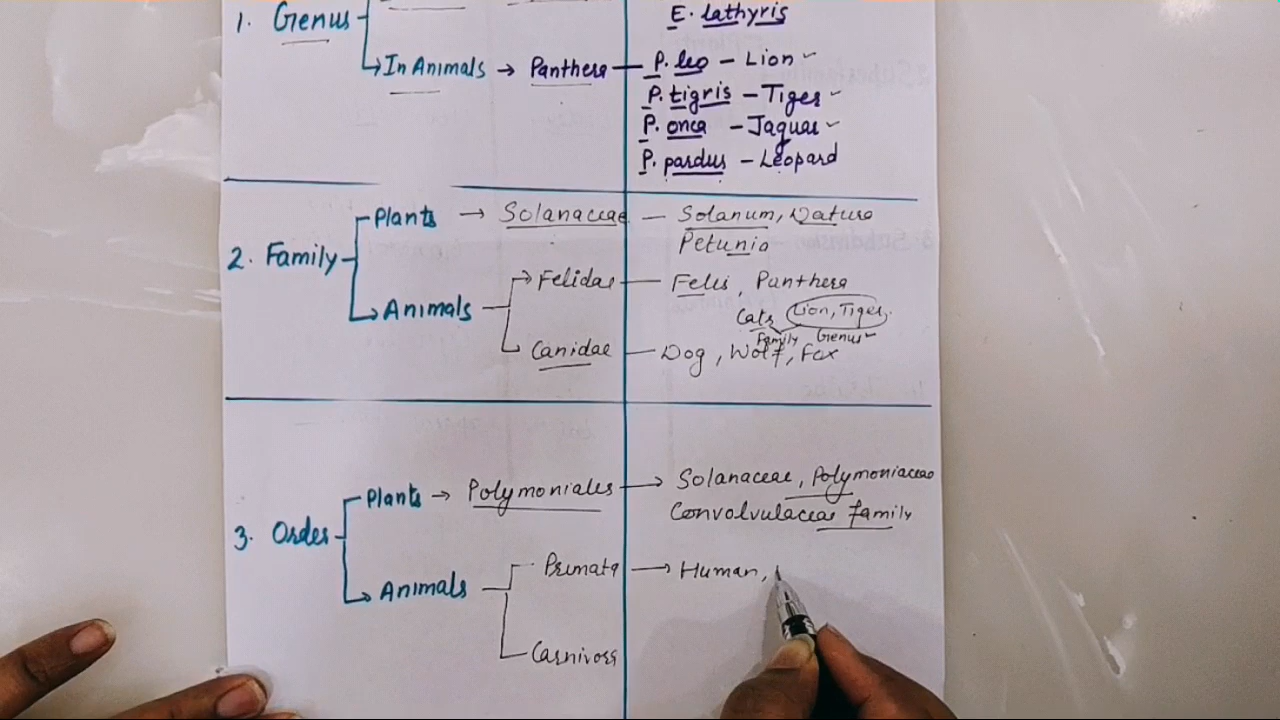 E. lathyris
1. Genus
In Animals → Panthera — P. leo – Lion
P. tigris – Tiger
P. onca – Jaguar
P. pardus – Leopard
Plants → Solanaceae — Solanum, Datura
Petunia
2. Family
Felidae — Felis, Panthera
Animals
Cats Lion, Tiger
Family Genus
Canidae — Dog, Wolf, Fox
Plants → Polymoniales → Solanaceae, Polymoniaceae
Convolvulaceae family
3. Order
Primata → Human,
Animals
Carnivora